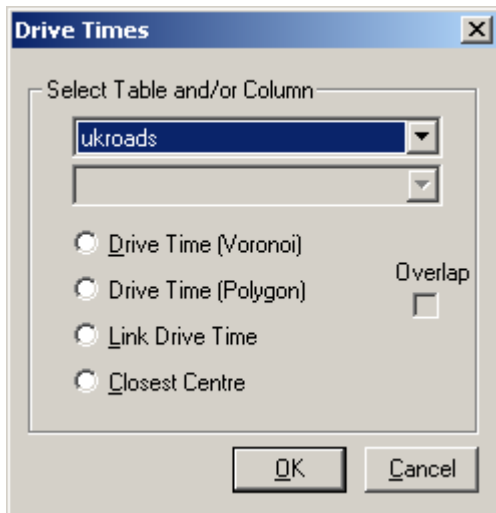 Drive Times
Select Table and/or Column
ukroads
Drive Time (Voronoi)
Drive Time (Polygon)
Overlap
Link Drive Time
Closest Centre
OK
Cancel